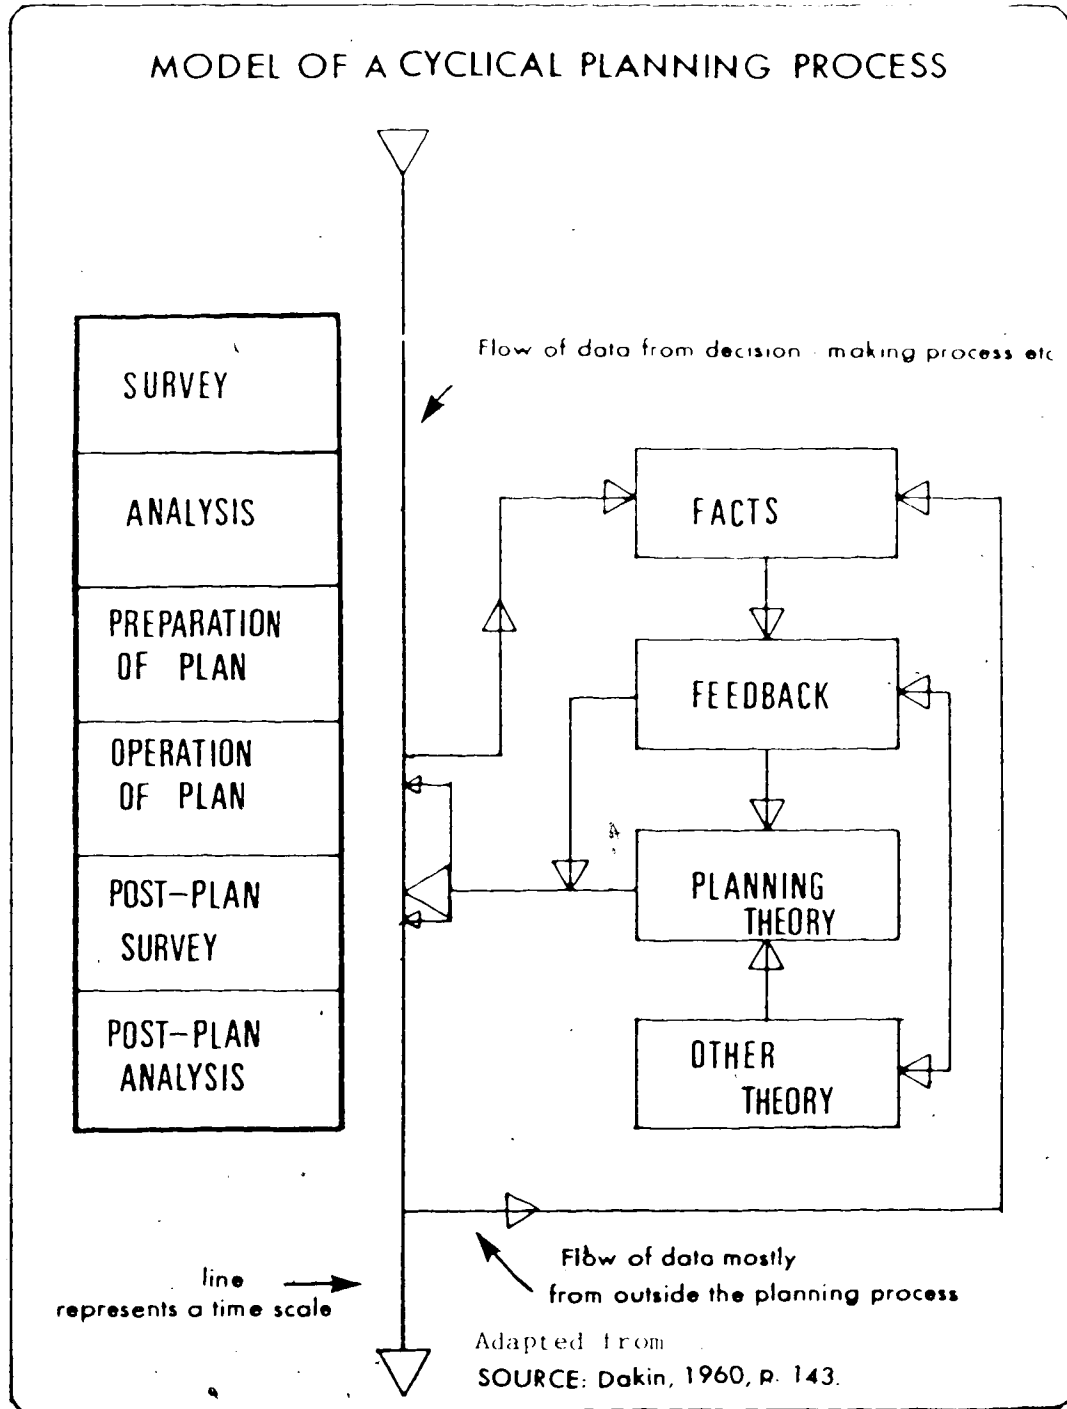 MODEL OF A CYCLICAL PLANNING PROCESS
Flow of data from decision-making process etc
SURVEY
ANALYSIS
PREPARATION
OF PLAN
OPERATION
OF PLAN
POST-PLAN
SURVEY
POST-PLAN
ANALYSIS
FACTS
FEEDBACK
PLANNING
THEORY
OTHER
THEORY
line
represents a time scale
Flow of data mostly
from outside the planning process
Adapted from
SOURCE: Dakin, 1960, p. 143.